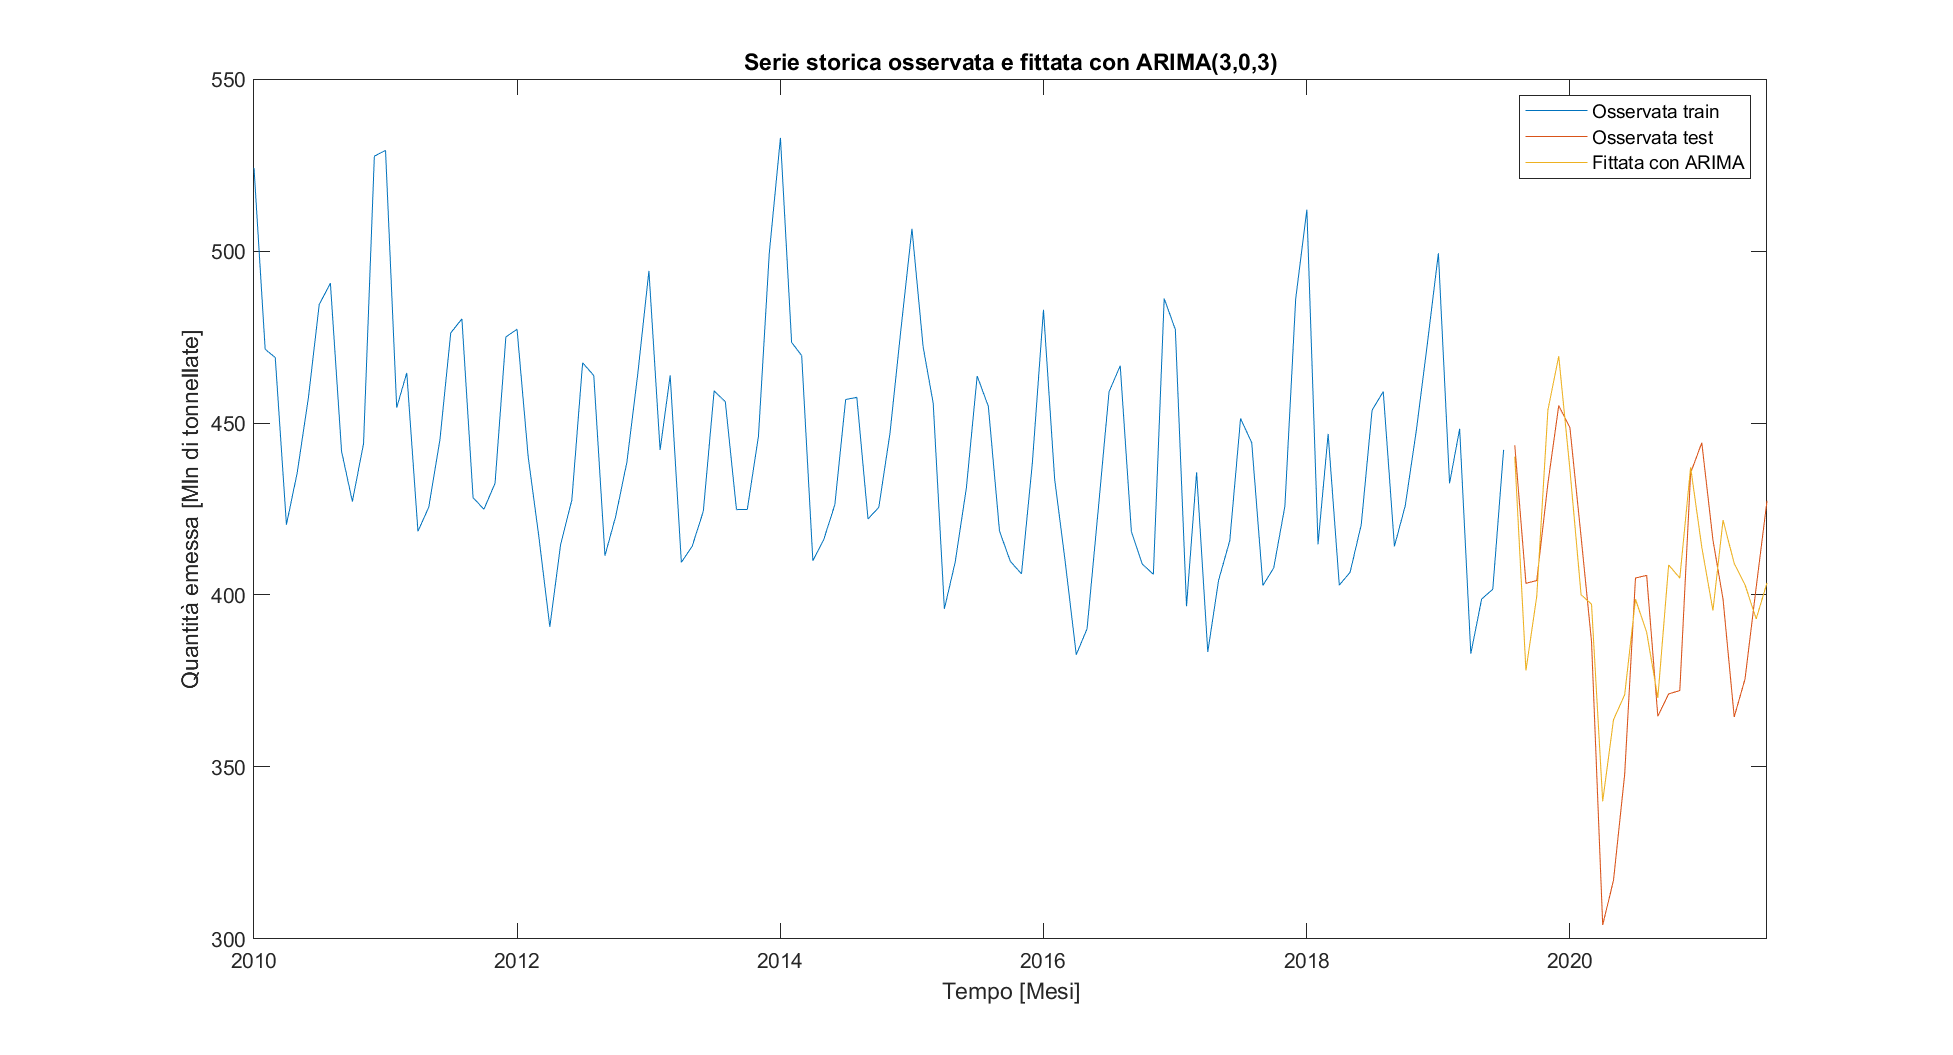 Serie storica osservata e fittata con ARIMA(3,0,3)
550
500
450
400
350
300
Quantità emessa [Mln di tonnellate]
Osservata train
Osservata test
Fittata con ARIMA
2010 2012 2014 2016 2018 2020
Tempo [Mesi]